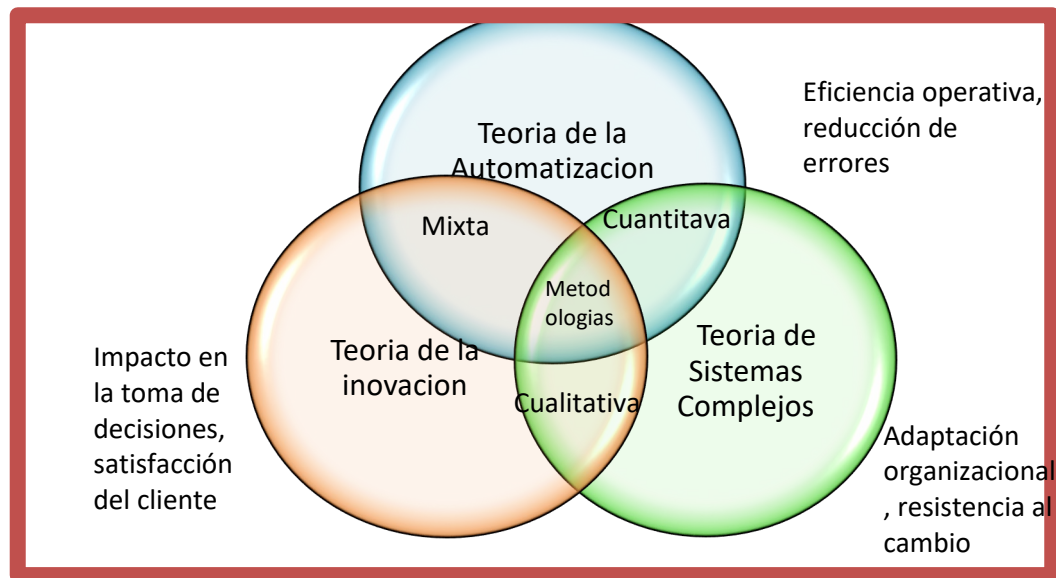 Eficiencia operativa,
reducción de
errores
Teoria de la
Automatizacion
Mixta
Cuantitava
Metod
ologias
Teoria de la
inovacion
Teoria de
Sistemas
Complejos
Cualitativa
Impacto en
la toma de
decisiones,
satisfacción
del cliente
Adaptación
organizacional
, resistencia al
cambio